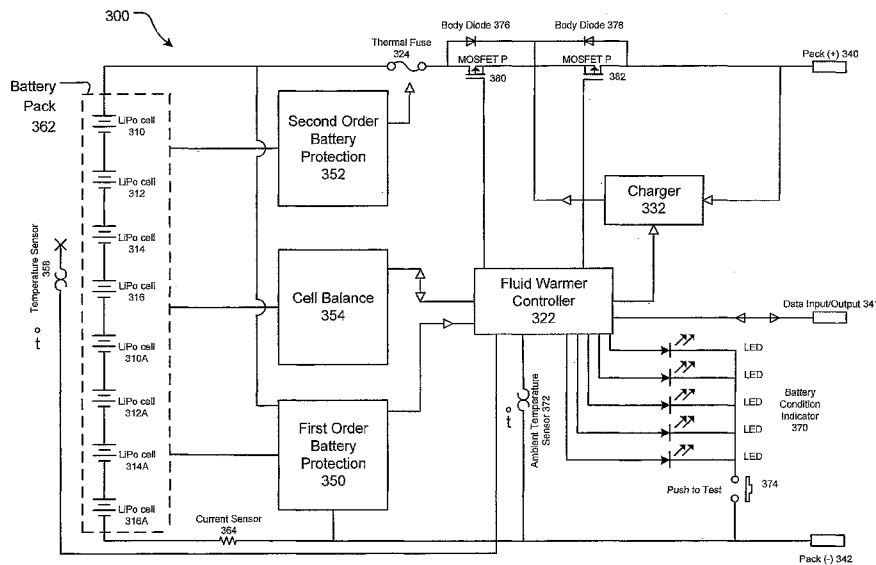 300
Body Diode 376
Body Diode 378
Thermal Fuse
324
MOSFET P
380
MOSFET P
382
Pack (+) 340
Battery
Pack
362
LiPo cell
310
LiPo cell
312
LiPo cell
314
LiPo cell
316
LiPo cell
310A
LiPo cell
312A
LiPo cell
314A
LiPo cell
316A
Second Order
Battery
Protection
352
Charger
332
Temperature Sensor
358
t°
Cell Balance
354
Fluid Warmer
Controller
322
Data Input/Output 341
First Order
Battery
Protection
350
t°
Ambient Temperature
Sensor 372
LED
LED
LED
LED
LED
Battery
Condition
Indicator
370
Push to Test
374
Current Sensor
364
Pack (-) 342